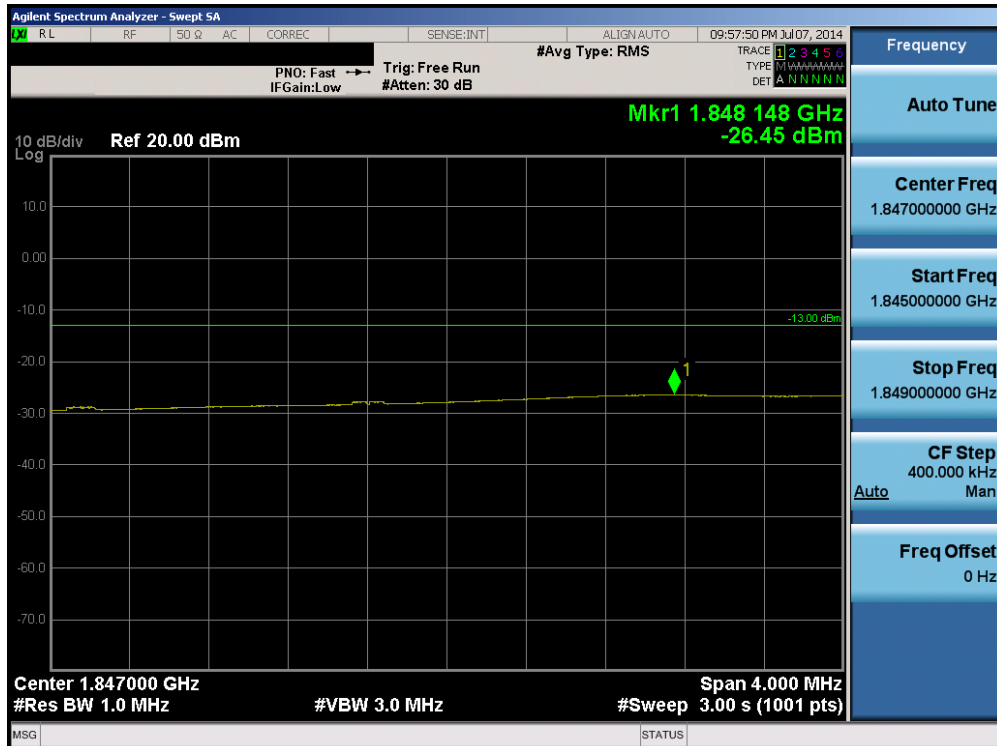 Agilent Spectrum Analyzer - Swept SA
LXI RL RF 50 Ω AC CORREC SENSE:INT ALIGN AUTO 09:57:50 PM Jul 07, 2014
PNO: Fast Trig: Free Run #Avg Type: RMS TRACE 1 2 3 4 5 6
IFGain:Low #Atten: 30 dB TYPE M WWWWW
DET A N N N N N
Mkr1 1.848 148 GHz
-26.45 dBm
10 dB/div Ref 20.00 dBm
Log
10.0
0.00
-10.0
-13.00 dBm
-20.0
1
-30.0
-40.0
-50.0
-60.0
-70.0
Center 1.847000 GHz Span 4.000 MHz
#Res BW 1.0 MHz #VBW 3.0 MHz #Sweep 3.00 s (1001 pts)
MSG STATUS
Frequency
Auto Tune
Center Freq
1.847000000 GHz
Start Freq
1.845000000 GHz
Stop Freq
1.849000000 GHz
CF Step
400.000 kHz
Auto Man
Freq Offset
0 Hz